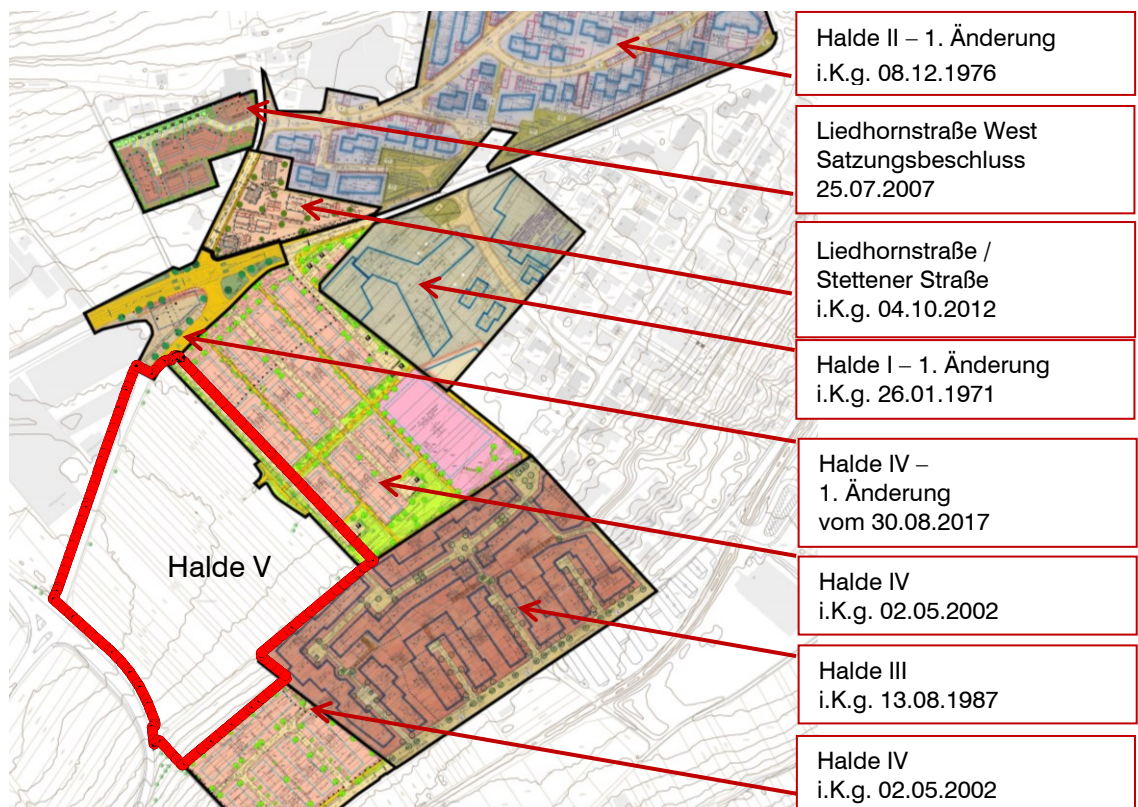 Halde II – 1. Änderung
i.K.g. 08.12.1976
Liedhornstraße West
Satzungsbeschluss
25.07.2007
Liedhornstraße /
Stettener Straße
i.K.g. 04.10.2012
Halde I – 1. Änderung
i.K.g. 26.01.1971
Halde IV –
1. Änderung
vom 30.08.2017
Halde V
Halde IV
i.K.g. 02.05.2002
Halde III
i.K.g. 13.08.1987
Halde IV
i.K.g. 02.05.2002